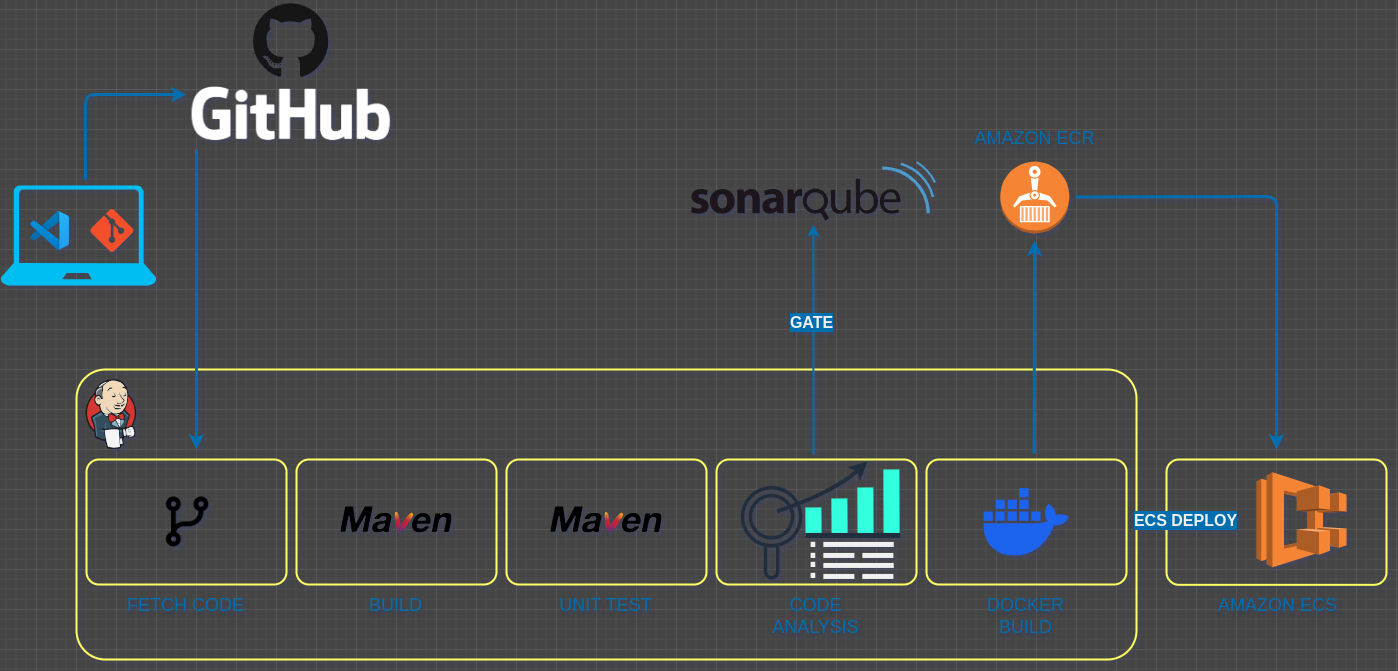 GitHub
AMAZON ECR
sonarqube
GATE
Maven
Maven
ECS DEPLOY
FETCH CODE
BUILD
UNIT TEST
CODE
ANALYSIS
DOCKER
BUILD
AMAZON ECS